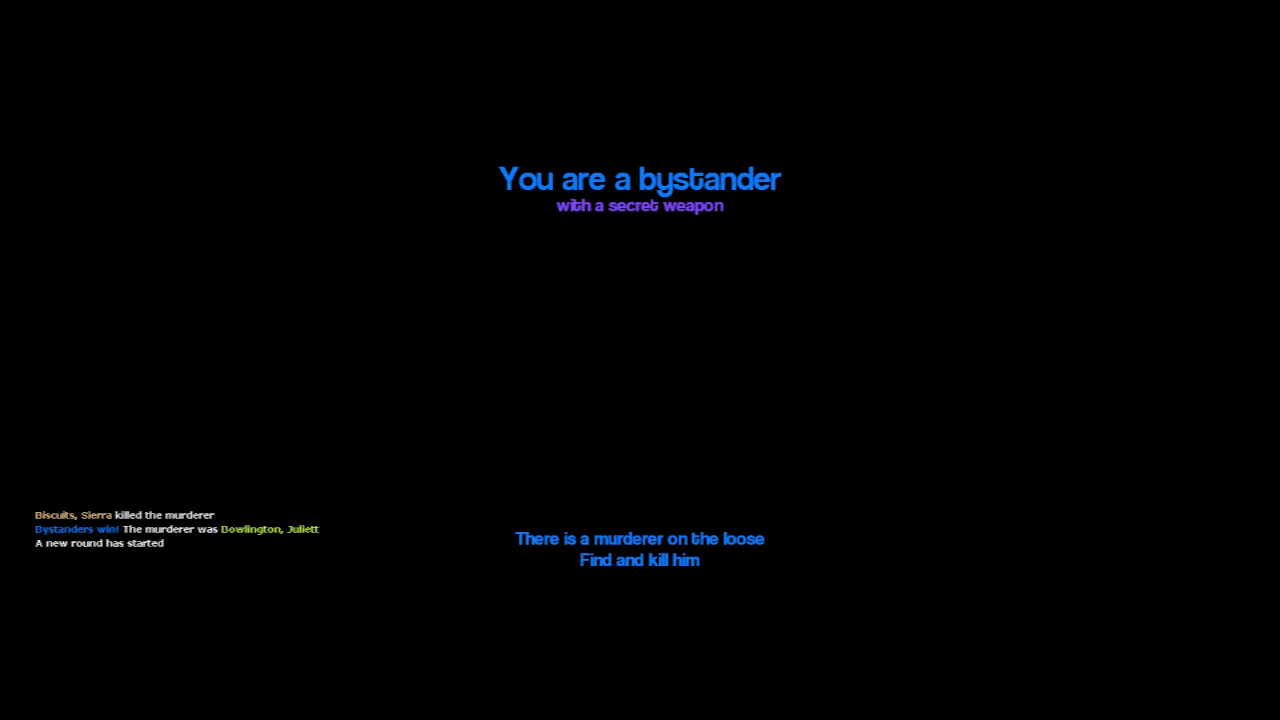 You are a bystander
with a secret weapon
Biscuits, Sierra killed the murderer
Bystanders win! The murderer was Bowlington, Juliett
A new round has started
There is a murderer on the loose
Find and kill him